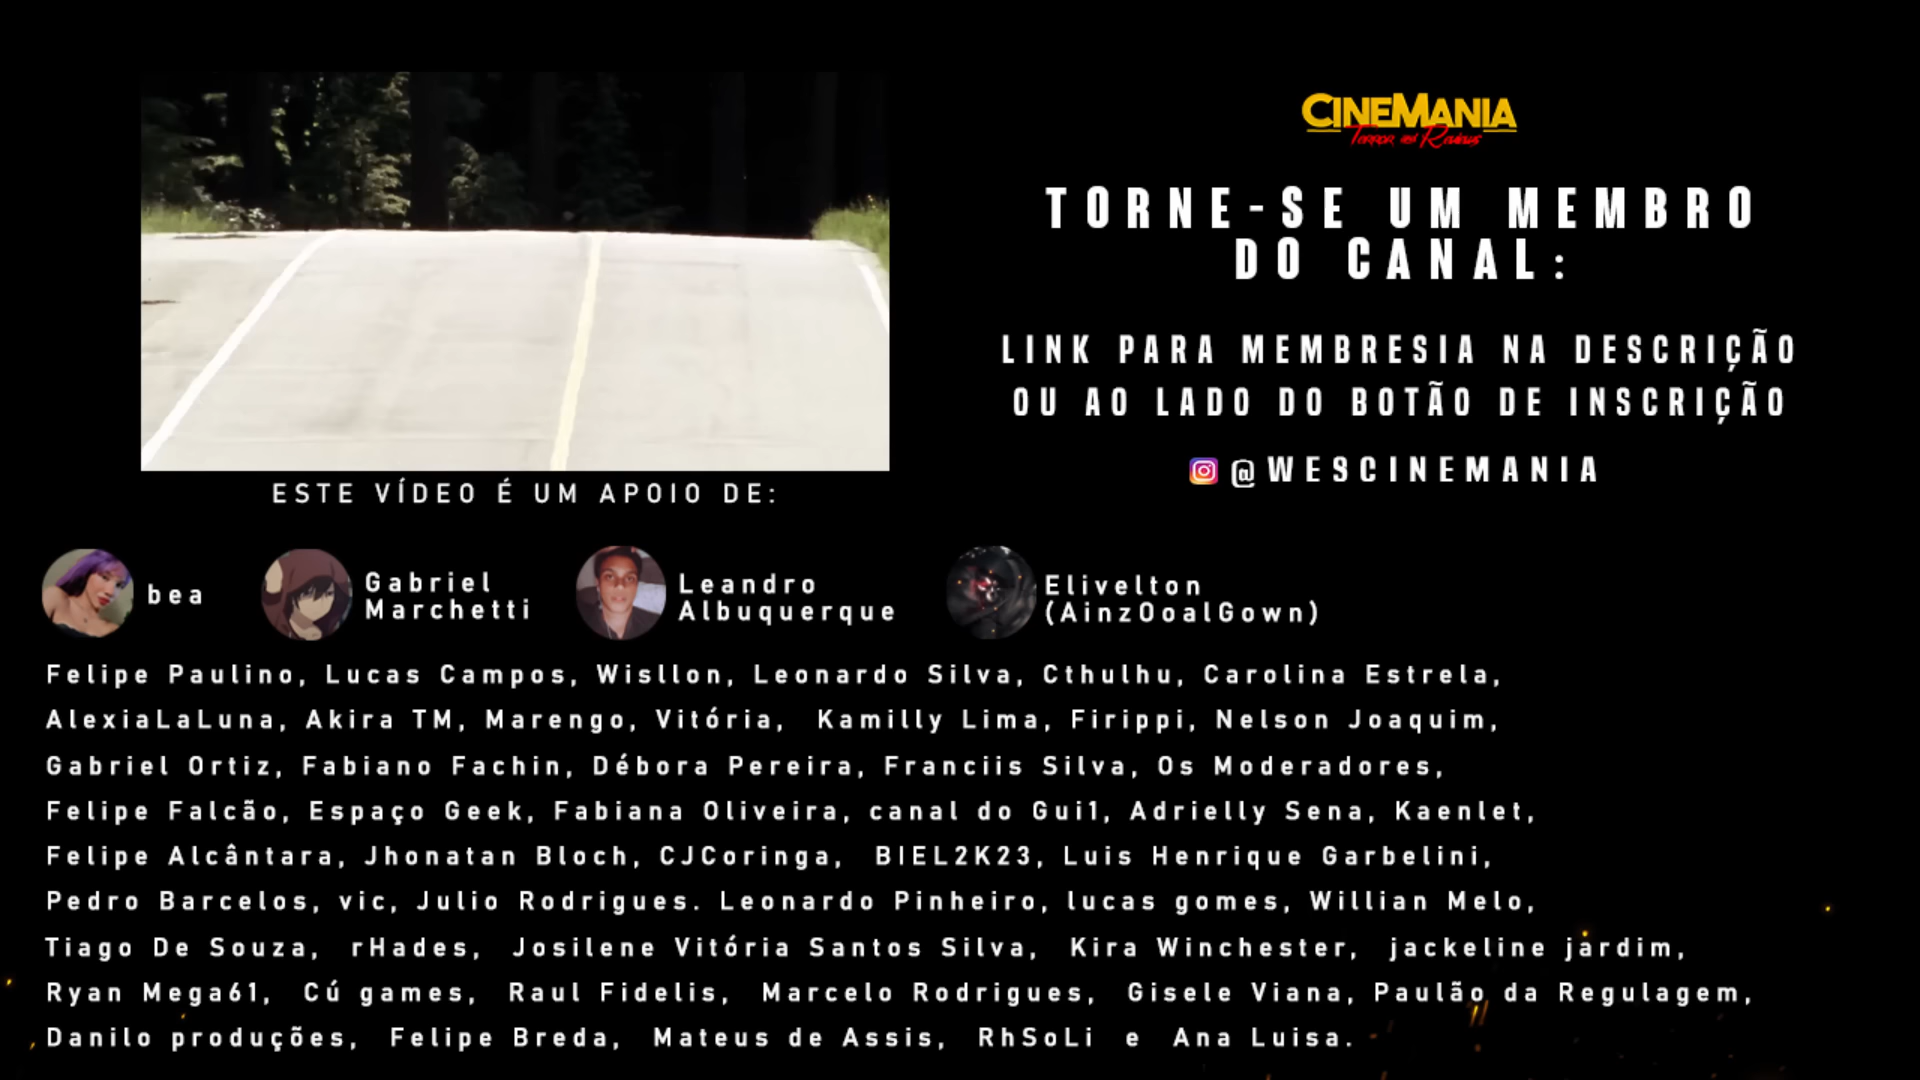 CINEMANIA
TERROR and Reviews
TORNE-SE UM MEMBRO
DO CANAL:
LINK PARA MEMBRESIA NA DESCRIÇÃO
OU AO LADO DO BOTÃO DE INSCRIÇÃO
@WESCINEMANIA
ESTE VÍDEO É UM APOIO DE:
bea
Gabriel
Marchetti
Leandro
Albuquerque
Elivelton
(AinzOoalGown)
Felipe Paulino, Lucas Campos, Wisllon, Leonardo Silva, Cthulhu, Carolina Estrela,
AlexiaLaLuna, Akira TM, Marengo, Vitória, Kamilly Lima, Firippi, Nelson Joaquim,
Gabriel Ortiz, Fabiano Fachin, Débora Pereira, Franciis Silva, Os Moderadores,
Felipe Falcão, Espaço Geek, Fabiana Oliveira, canal do Gui1, Adrielly Sena, Kaenlet,
Felipe Alcântara, Jhonatan Bloch, CJCoringa, BIEL2K23, Luis Henrique Garbelini,
Pedro Barcelos, vic, Julio Rodrigues. Leonardo Pinheiro, lucas gomes, Willian Melo,
Tiago De Souza, rHades, Josilene Vitória Santos Silva, Kira Winchester, jackeline jardim,
Ryan Mega61, Cú games, Raul Fidelis, Marcelo Rodrigues, Gisele Viana, Paulão da Regulagem,
Danilo produções, Felipe Breda, Mateus de Assis, RhSoLi e Ana Luisa.